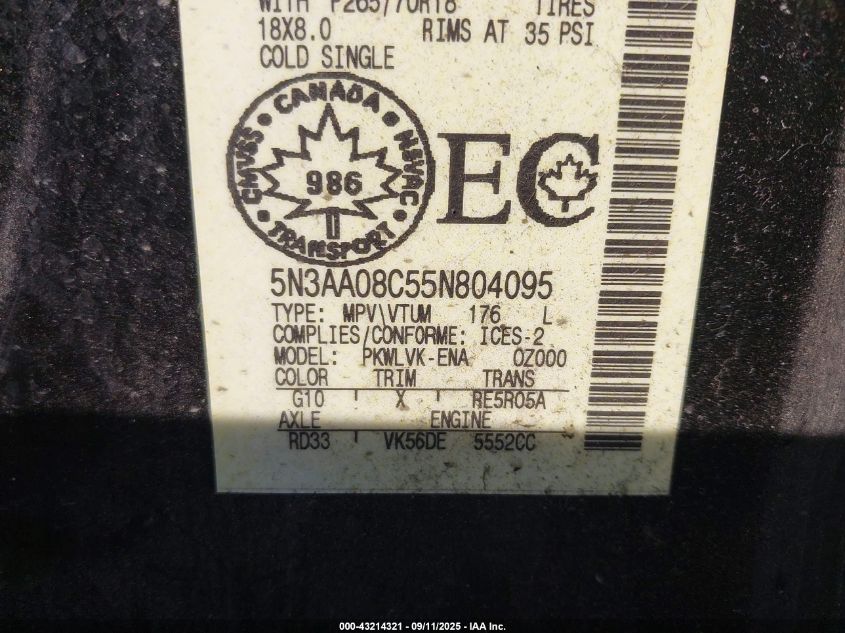 WITH P265/70R18 TIRES
18X8.0 RIMS AT 35 PSI
COLD SINGLE
CANADA
CMVSS
NSVAC
986
TRANSPORT
EC
5N3AA08C55N804095
TYPE: MPV\VTUM 176 L
COMPLIES/CONFORME: ICES-2
MODEL: PKWLVK-ENA 0Z000
COLOR TRIM TRANS
G10 X RE5R05A
AXLE ENGINE
RD33 VK56DE 5552CC
000-43214321 - 09/11/2025 - IAA Inc.